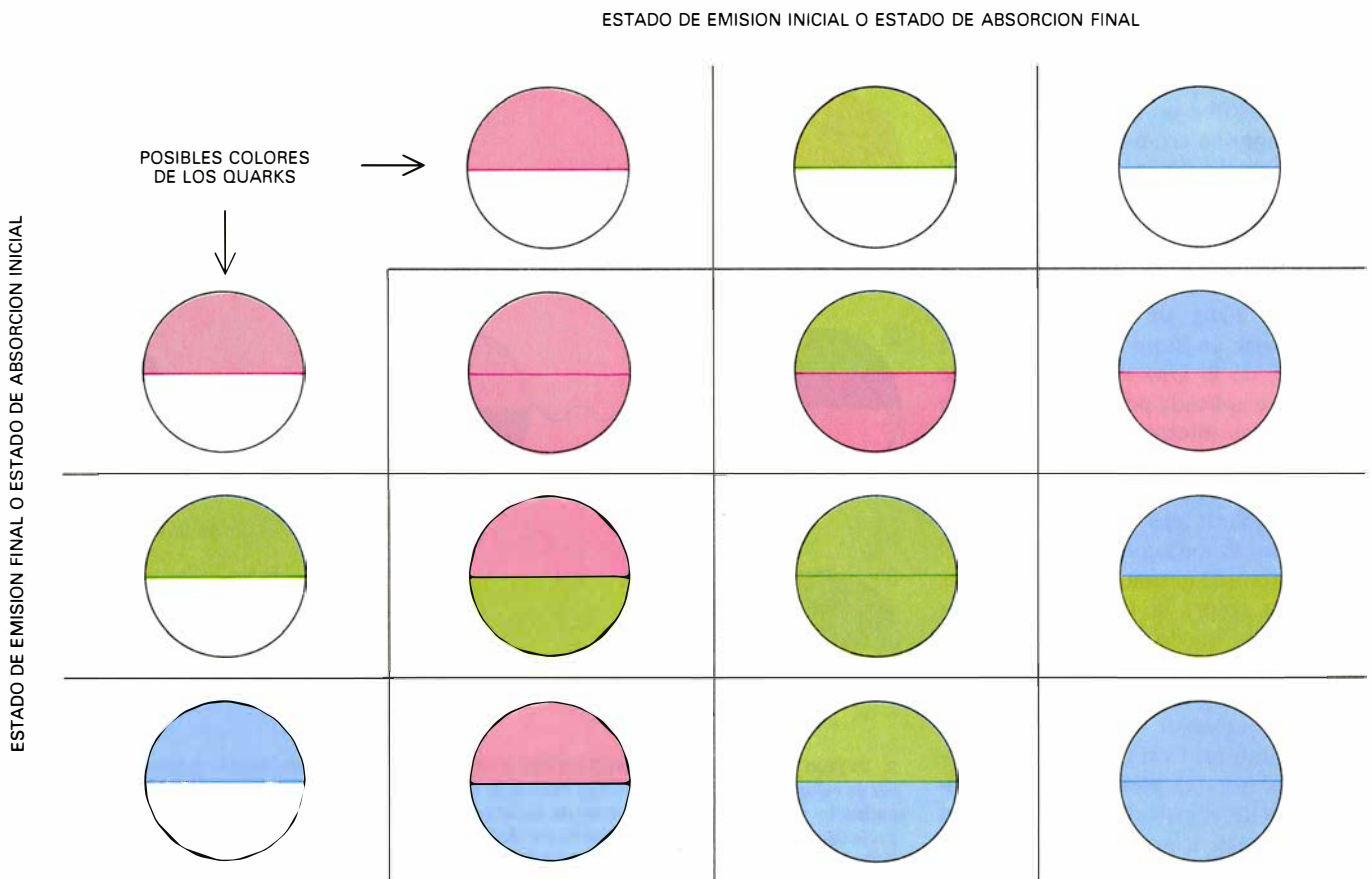 ESTADO DE EMISION INICIAL O ESTADO DE ABSORCION FINAL
POSIBLES COLORES
DE LOS QUARKS
ESTADO DE EMISION FINAL O ESTADO DE ABSORCION INICIAL